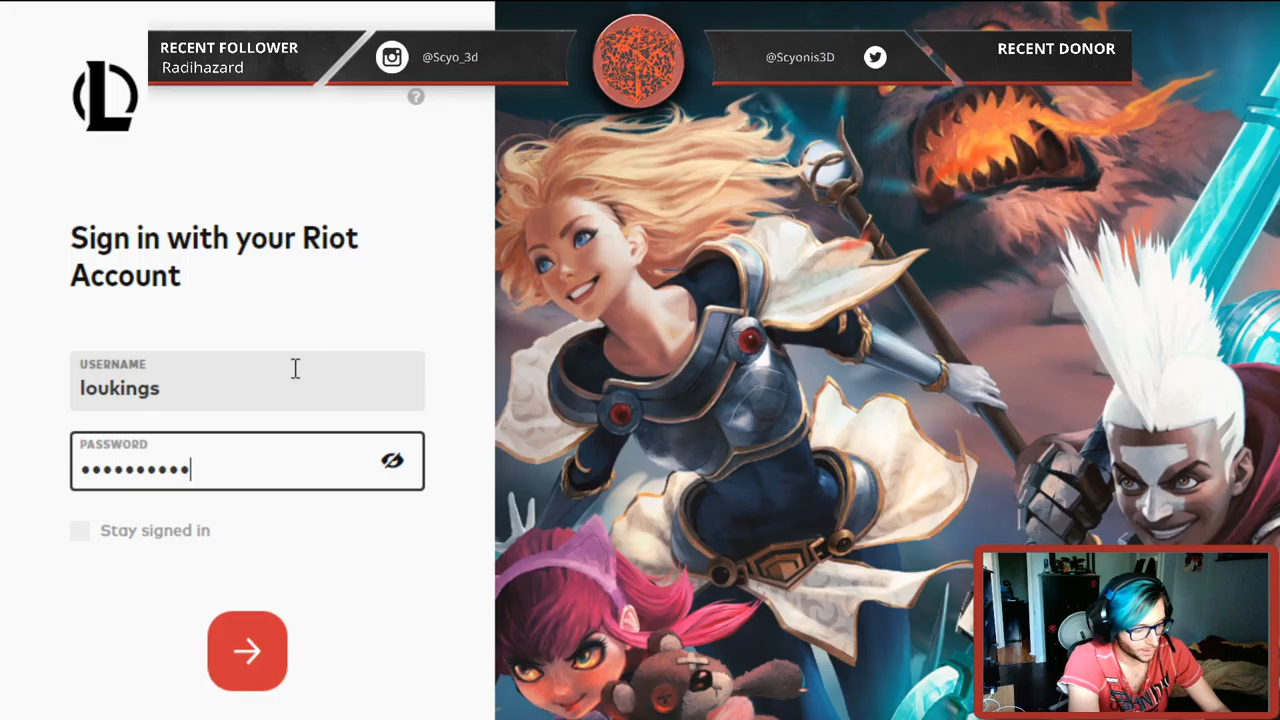 RECENT FOLLOWER
Radihazard
@Scyo_3d
@Scyonis3D
RECENT DONOR
Sign in with your Riot
Account
USERNAME
loukings
PASSWORD
Stay signed in